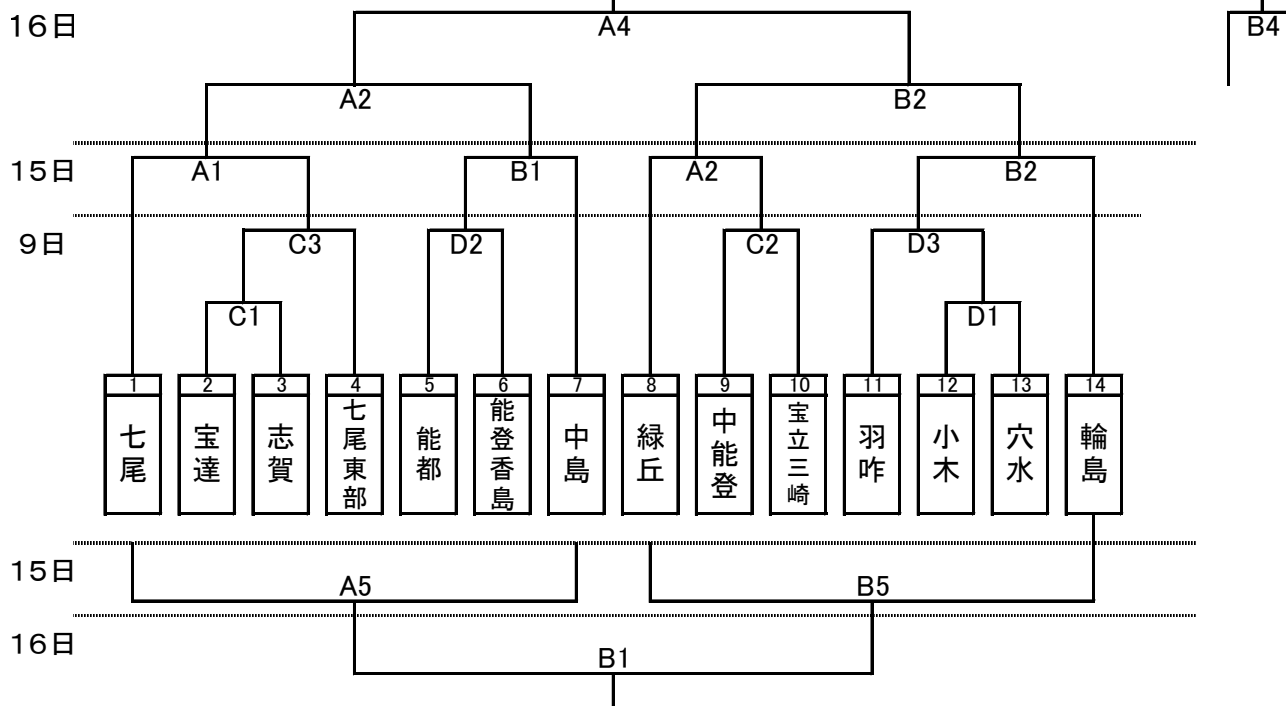 16日
A4
B4
A2
B2
15日
A1
B1
A2
B2
9日
C3
D2
C2
D3
C1
D1
1 2 3 4 5 6 7 8 9 10 11 12 13 14
七尾
宝達
志賀
七尾東部
能都
能登香島
中島
緑丘
中能登
宝立三崎
羽咋
小木
穴水
輪島
15日
A5
B5
16日
B1